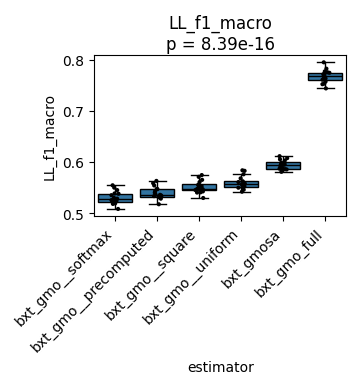 LL_f1_macro
p = 8.39e-16
LL_f1_macro
0.8
0.7
0.6
0.5
bxt_gmo__softmax
bxt_gmo__precomputed
bxt_gmo__square
bxt_gmo__uniform
bxt_gmosa
bxt_gmo_full
estimator